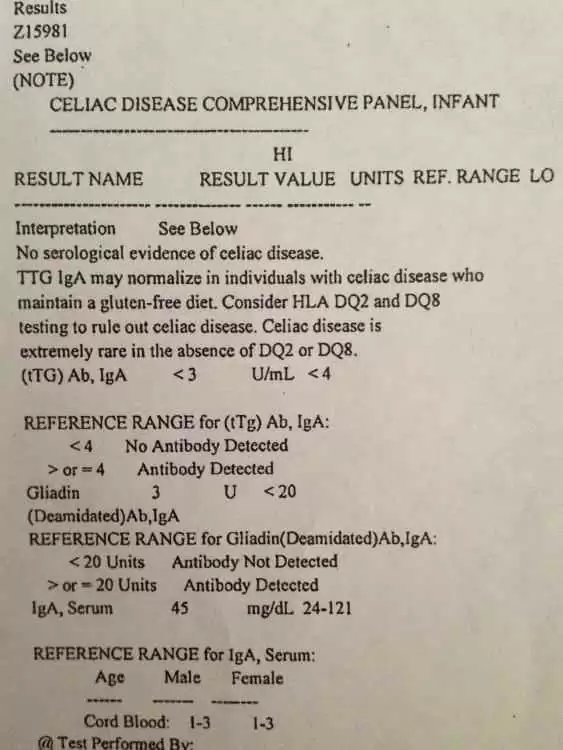 Results
Z15981
See Below
(NOTE)
CELIAC DISEASE COMPREHENSIVE PANEL, INFANT
----------------------------------------
HI
RESULT NAME RESULT VALUE UNITS REF. RANGE LO
-------------------- ------------- ------ ----------- --
Interpretation See Below
No serological evidence of celiac disease.
TTG IgA may normalize in individuals with celiac disease who
maintain a gluten-free diet. Consider HLA DQ2 and DQ8
testing to rule out celiac disease. Celiac disease is
extremely rare in the absence of DQ2 or DQ8.
(tTG) Ab, IgA < 3 U/mL < 4
REFERENCE RANGE for (tTg) Ab, IgA:
< 4 No Antibody Detected
> or = 4 Antibody Detected
Gliadin 3 U < 20
(Deamidated)Ab,IgA
REFERENCE RANGE for Gliadin(Deamidated)Ab,IgA:
< 20 Units Antibody Not Detected
> or = 20 Units Antibody Detected
IgA, Serum 45 mg/dL 24-121
REFERENCE RANGE for IgA, Serum:
Age Male Female
------ ------- --------
Cord Blood: 1-3 1-3
@ Test Performed By: